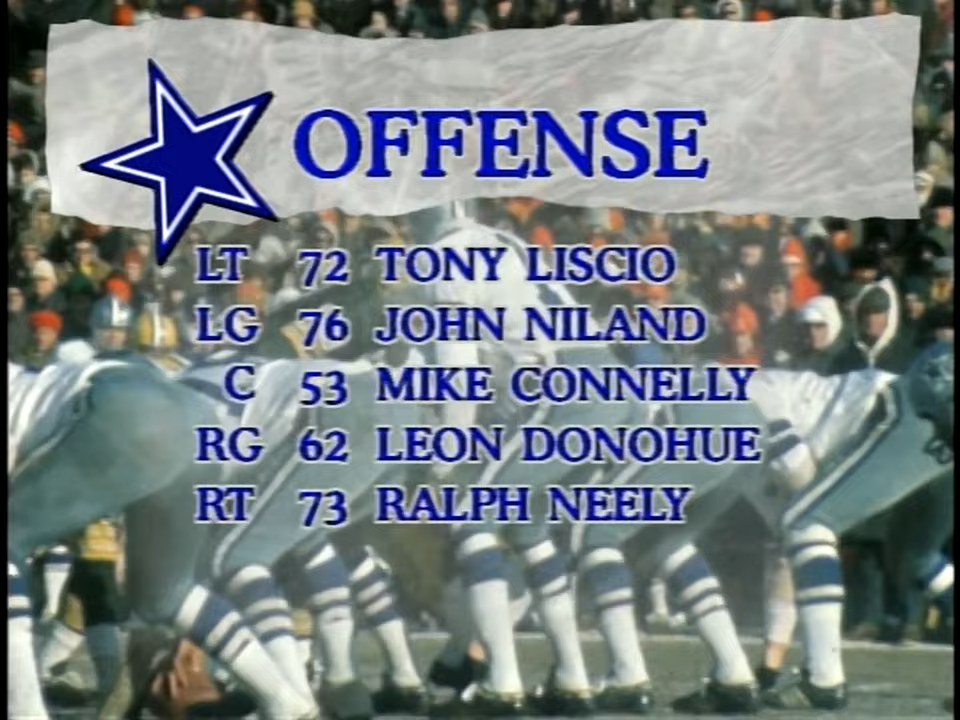 OFFENSE
LT 72 TONY LISCIO
LG 76 JOHN NILAND
C 53 MIKE CONNELLY
RG 62 LEON DONOHUE
RT 73 RALPH NEELY